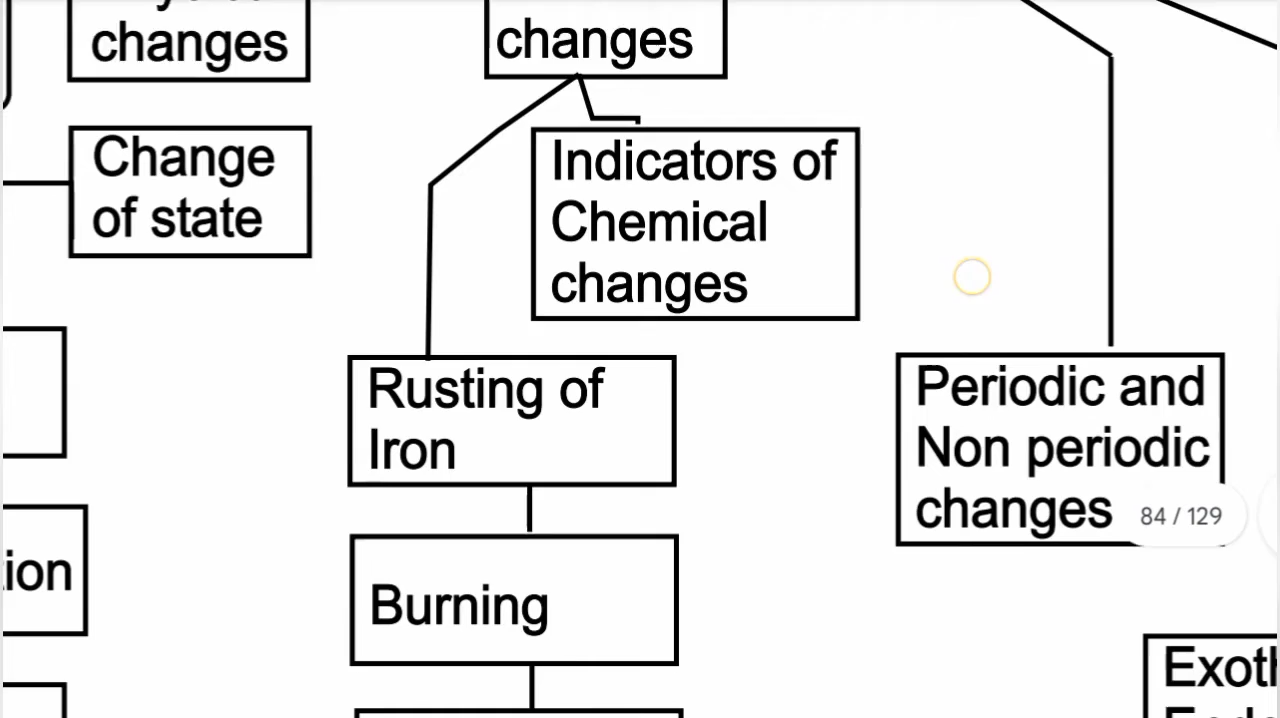 changes
changes
Change
of state
Indicators of
Chemical
changes
Rusting of
Iron
Periodic and
Non periodic
changes
84 / 129
Burning